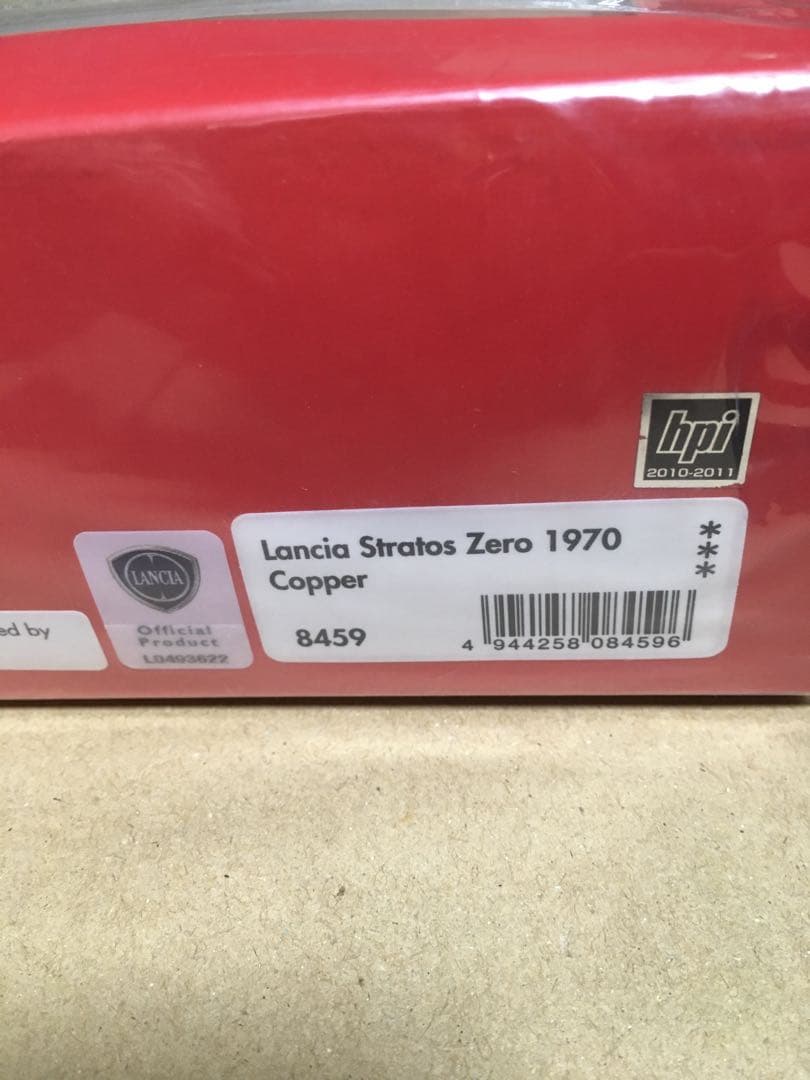 hpi
2010-2011
Lancia Stratos Zero 1970
Copper
***
8459
4 944258 084596
LANCIA
Official
Product
L0493622
ed by